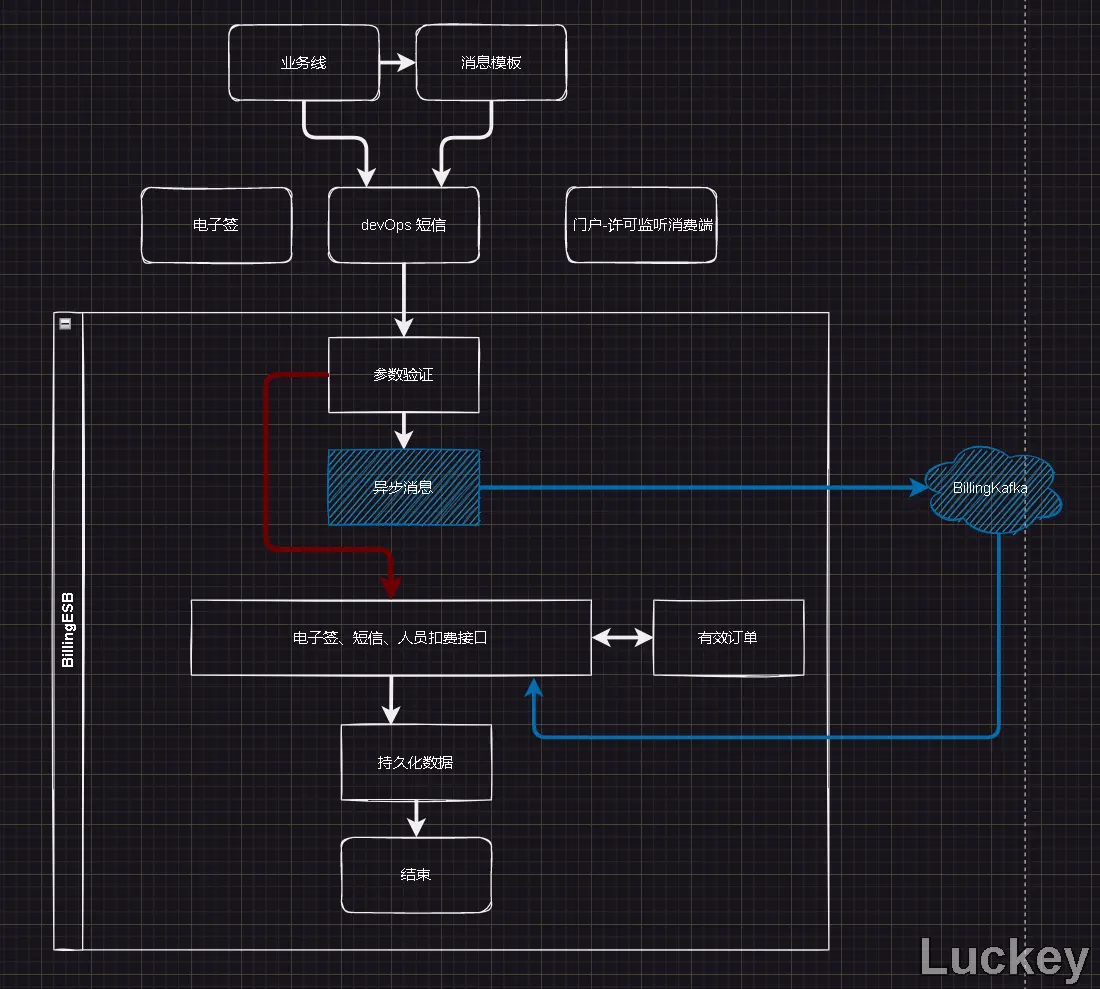 业务线
消息模板
电子签
devOps 短信
门户-许可监听消费端
参数验证
异步消息
BillingKafka
BillingESB
电子签、短信、人员扣费接口
有效订单
持久化数据
结束
Luckey